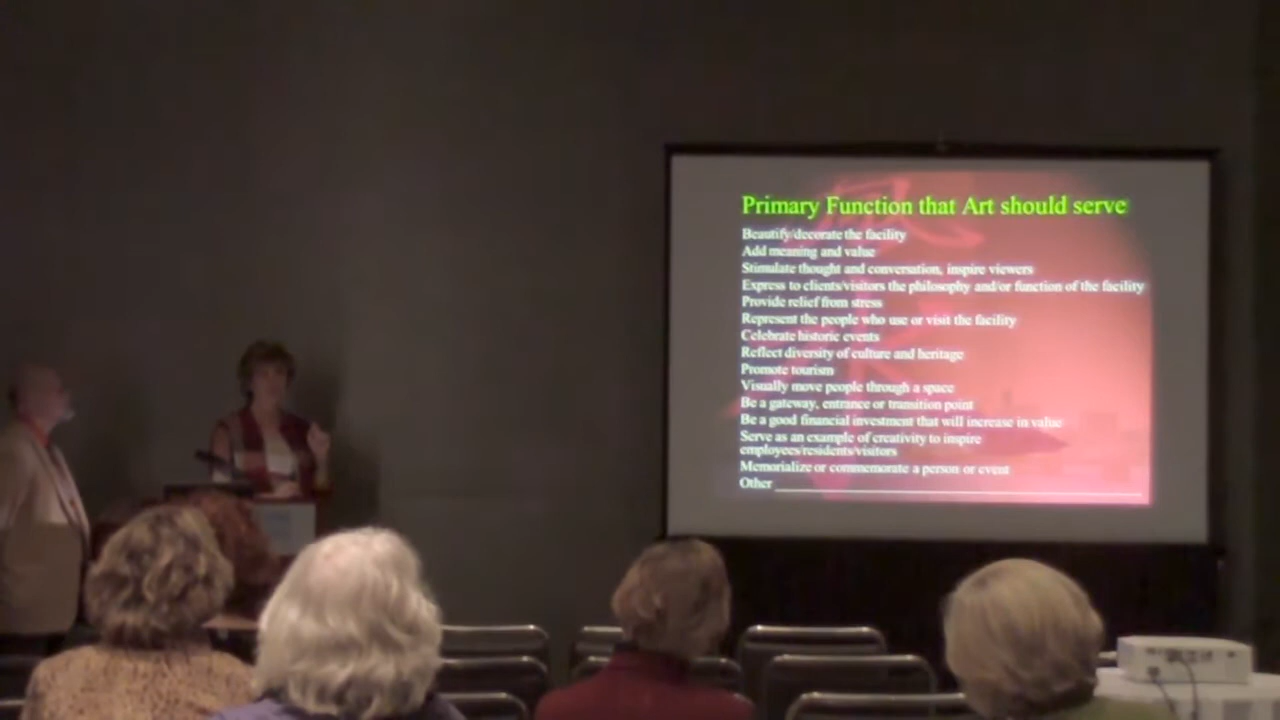 Primary Function that Art should serve
Beautify/decorate the facility
Add meaning and value
Stimulate thought and conversation, inspire viewers
Express to clients/visitors the philosophy and/or function of the facility
Provide relief from stress
Represent the people who use or visit the facility
Celebrate historic events
Reflect diversity of culture and heritage
Promote tourism
Visually move people through a space
Be a gateway, entrance or transition point
Be a good financial investment that will increase in value
Serve as an example of creativity to inspire
employees/residents/visitors
Memorialize or commemorate a person or event
Other